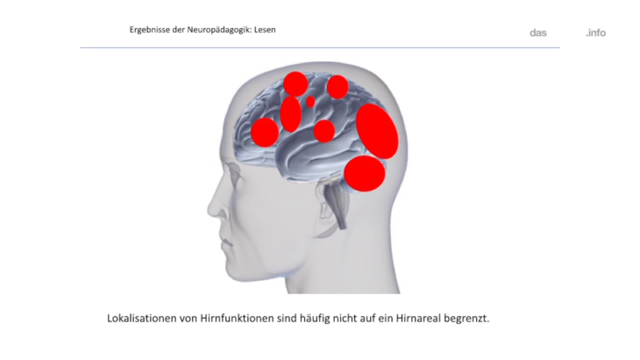 Ergebnisse der Neuropädagogik: Lesen
das .info
Lokalisationen von Hirnfunktionen sind häufig nicht auf ein Hirnareal begrenzt.